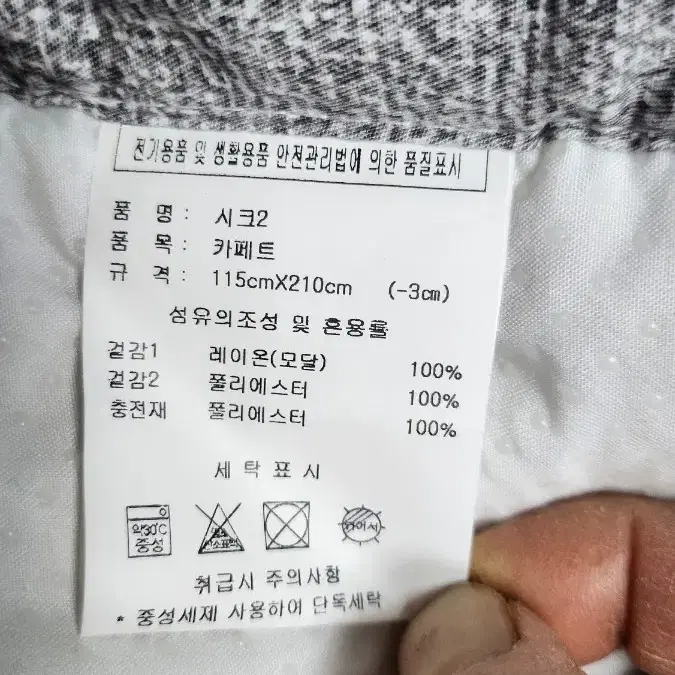 전기용품 및 생활용품 안전관리법에 의한 품질표시
품 명 : 시크2
품 목 : 카페트
규 격 : 115cmX210cm (-3㎝)
섬유의조성 및 혼용률
겉감1 레이온(모달) 100%
겉감2 폴리에스터 100%
충전재 폴리에스터 100%
세 탁 표 시
약30℃
중성
취급시 주의사항
* 중성세제 사용하여 단독세탁